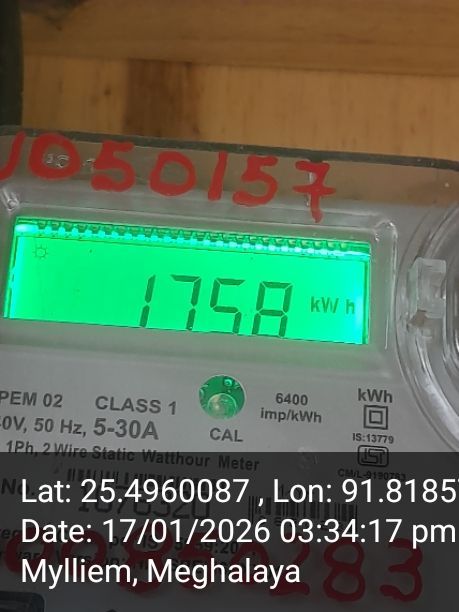 1050157
1758 kW h
PEM 02 CLASS 1 6400 imp/kWh kWh
50 Hz, 5-30A CAL IS:13779
1Ph, 2 Wire Static Watthour Meter
Lat: 25.4960087 , Lon: 91.8185
Date: 17/01/2026 03:34:17 pm
Mylliem, Meghalaya